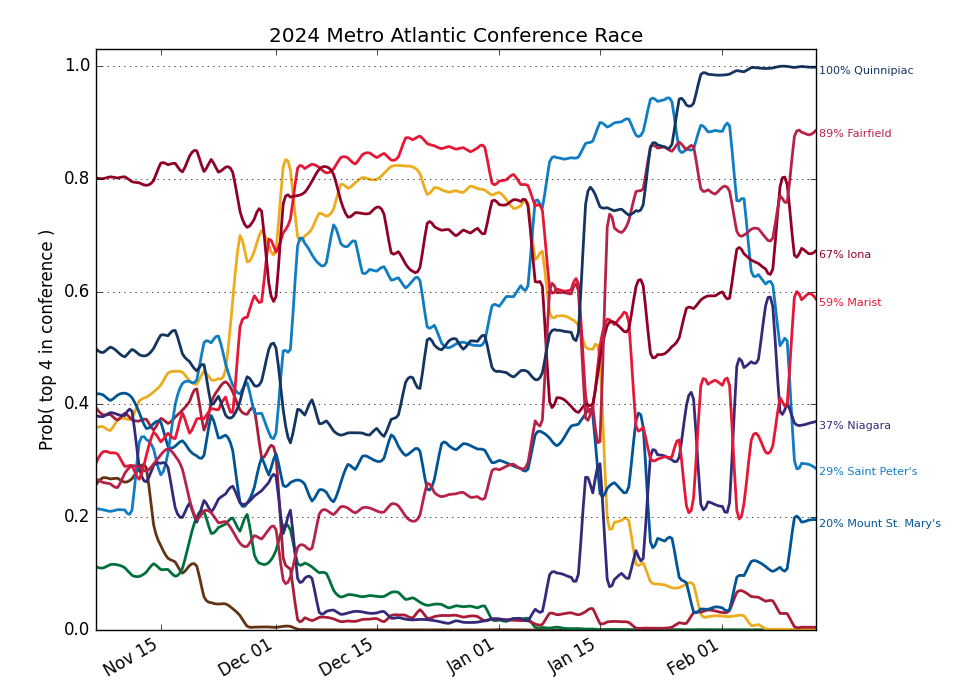 2024 Metro Atlantic Conference Race
Prob( top 4 in conference )
1.0
0.8
0.6
0.4
0.2
0.0
Nov 15
Dec 01
Dec 15
Jan 01
Jan 15
Feb 01
100% Quinnipiac
89% Fairfield
67% Iona
59% Marist
37% Niagara
29% Saint Peter's
20% Mount St. Mary's